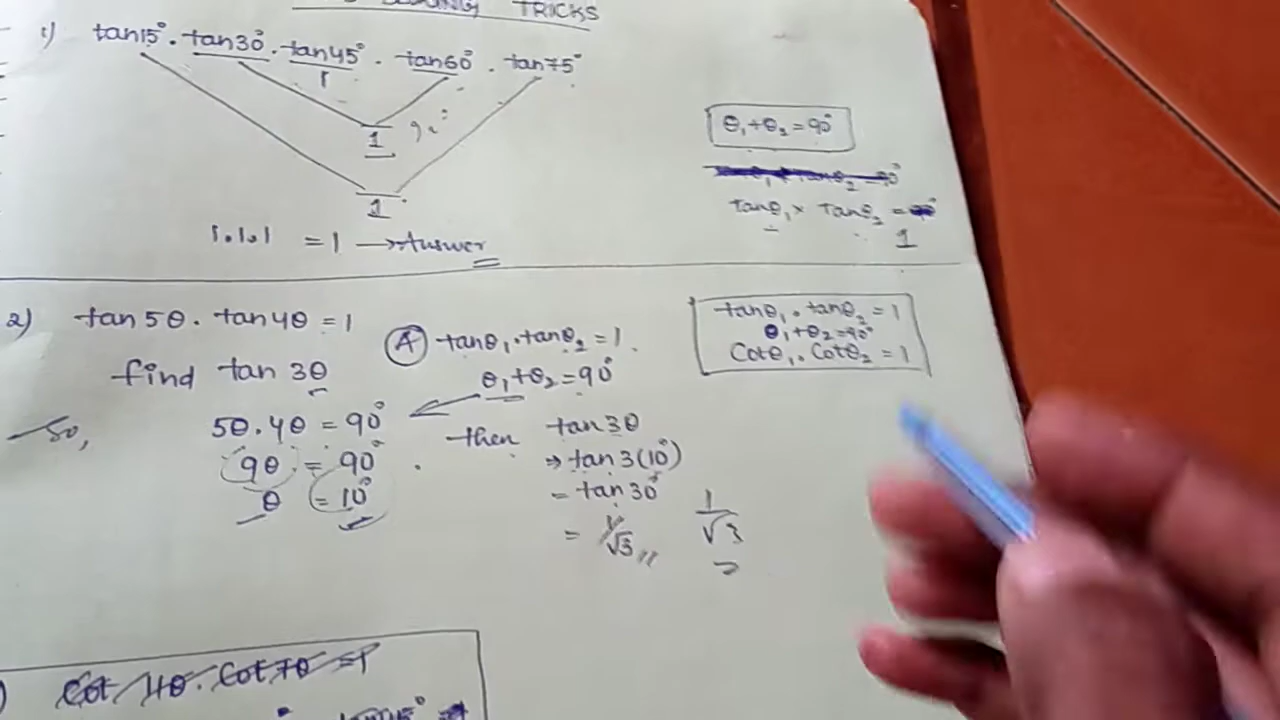 TRICKS
1) tan15°. tan30°. tan45°. tan60°. tan75°
1
1
1
1.1.1 = 1 → Answer
θ₁+θ₂=90°
tanθ₁ x tanθ₂ =
1
2) tan5θ. tan4θ =1
find tan 3θ
A tanθ₁.tanθ₂=1.
θ₁+θ₂=90°
tanθ₁. tanθ₂=1
θ₁+θ₂=90°
Cotθ₁. Cotθ₂ =1
So,
5θ.4θ = 90°
9θ = 90°.
θ = 10°
then tan3θ
⇒ tan 3(10°)
= tan 30°
= 1/√3 //
1/√3
Cot 4θ. Cot 7θ =1